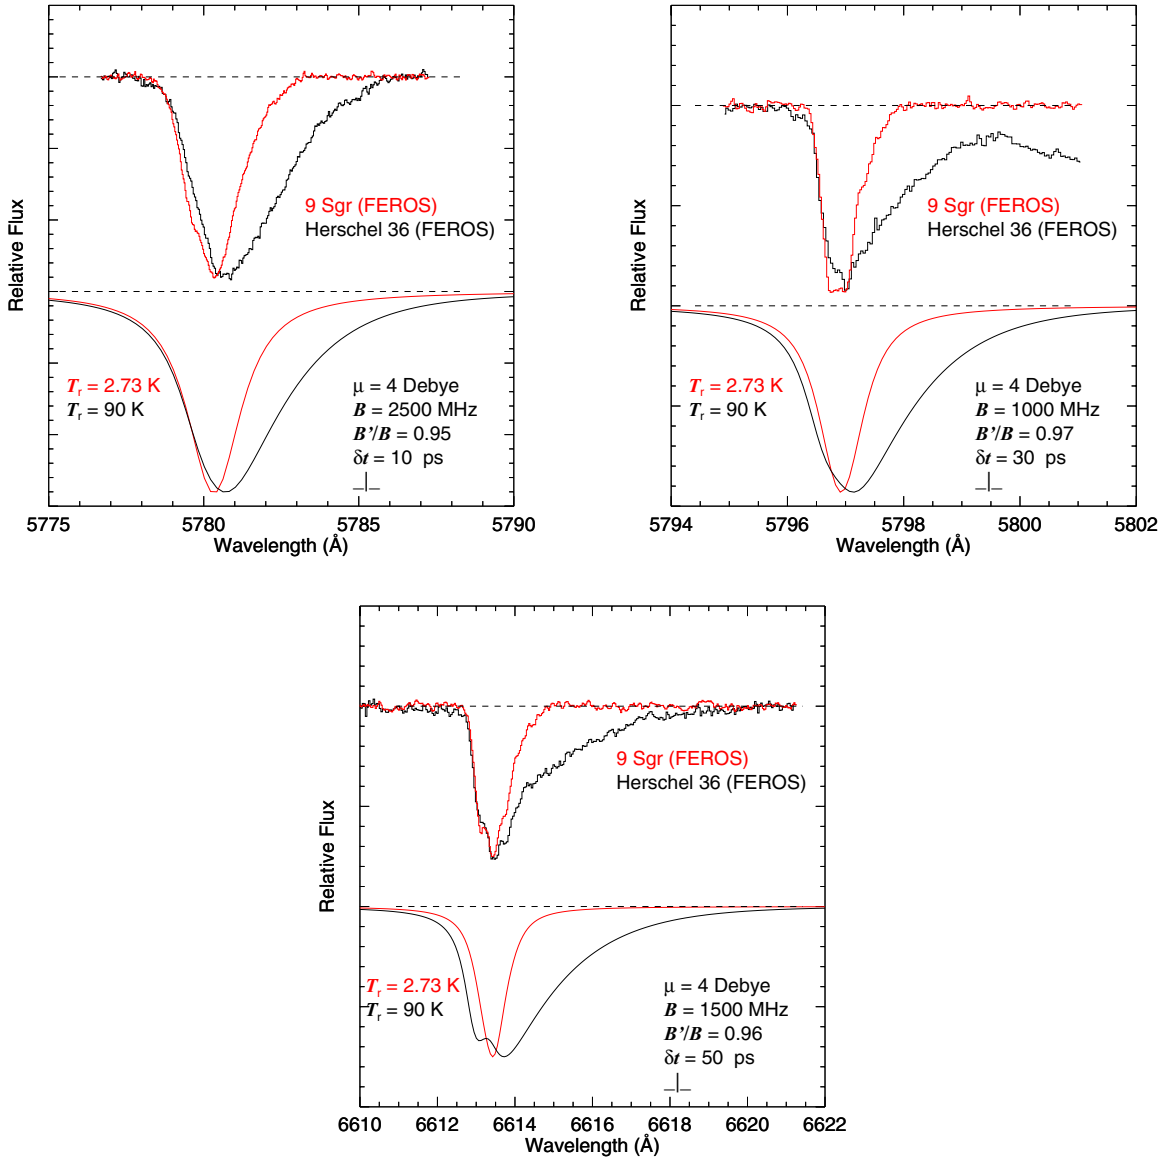 Relative Flux
9 Sgr (FEROS)
Herschel 36 (FEROS)
Tr = 2.73 K
Tr = 90 K
μ = 4 Debye
B = 2500 MHz
B'/B = 0.95
δt = 10 ps
5775 5780 5785 5790
Wavelength (Å)
Relative Flux
9 Sgr (FEROS)
Herschel 36 (FEROS)
Tr = 2.73 K
Tr = 90 K
μ = 4 Debye
B = 1000 MHz
B'/B = 0.97
δt = 30 ps
5794 5796 5798 5800 5802
Wavelength (Å)
Relative Flux
9 Sgr (FEROS)
Herschel 36 (FEROS)
Tr = 2.73 K
Tr = 90 K
μ = 4 Debye
B = 1500 MHz
B'/B = 0.96
δt = 50 ps
6610 6612 6614 6616 6618 6620 6622
Wavelength (Å)